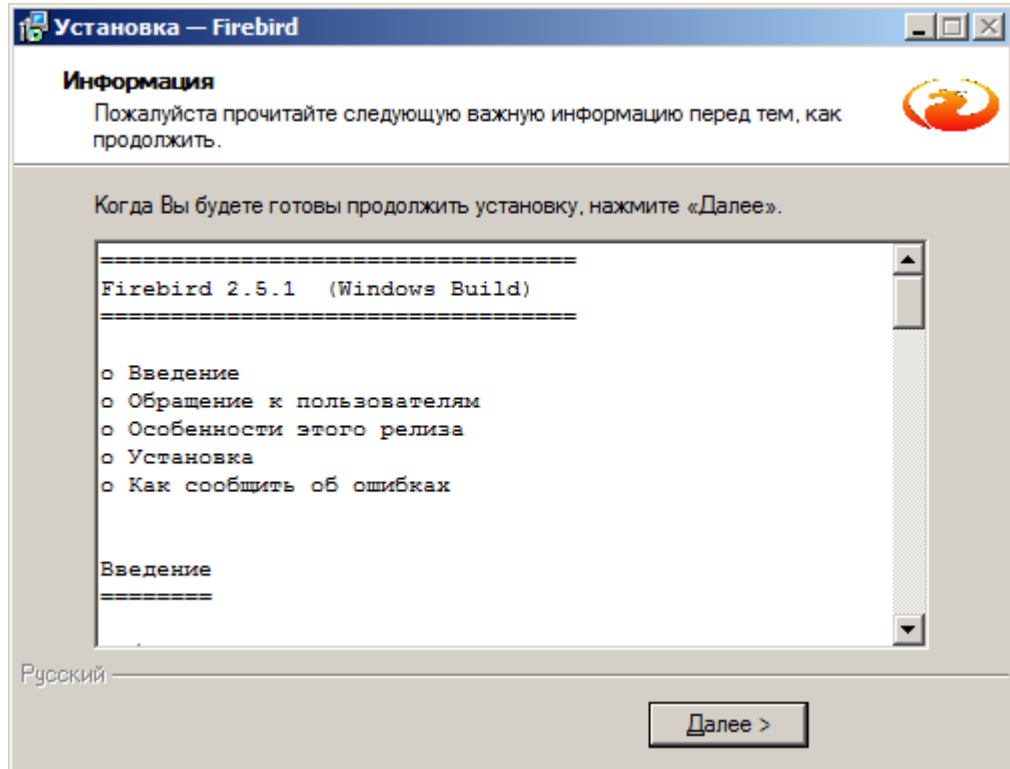 Установка — Firebird
Информация
Пожалуйста прочитайте следующую важную информацию перед тем, как
продолжить.
Когда Вы будете готовы продолжить установку, нажмите «Далее».
==================================
Firebird 2.5.1  (Windows Build)
==================================
o Введение
o Обращение к пользователям
o Особенности этого релиза
o Установка
o Как сообщить об ошибках
Введение
========
Русский
Далее >